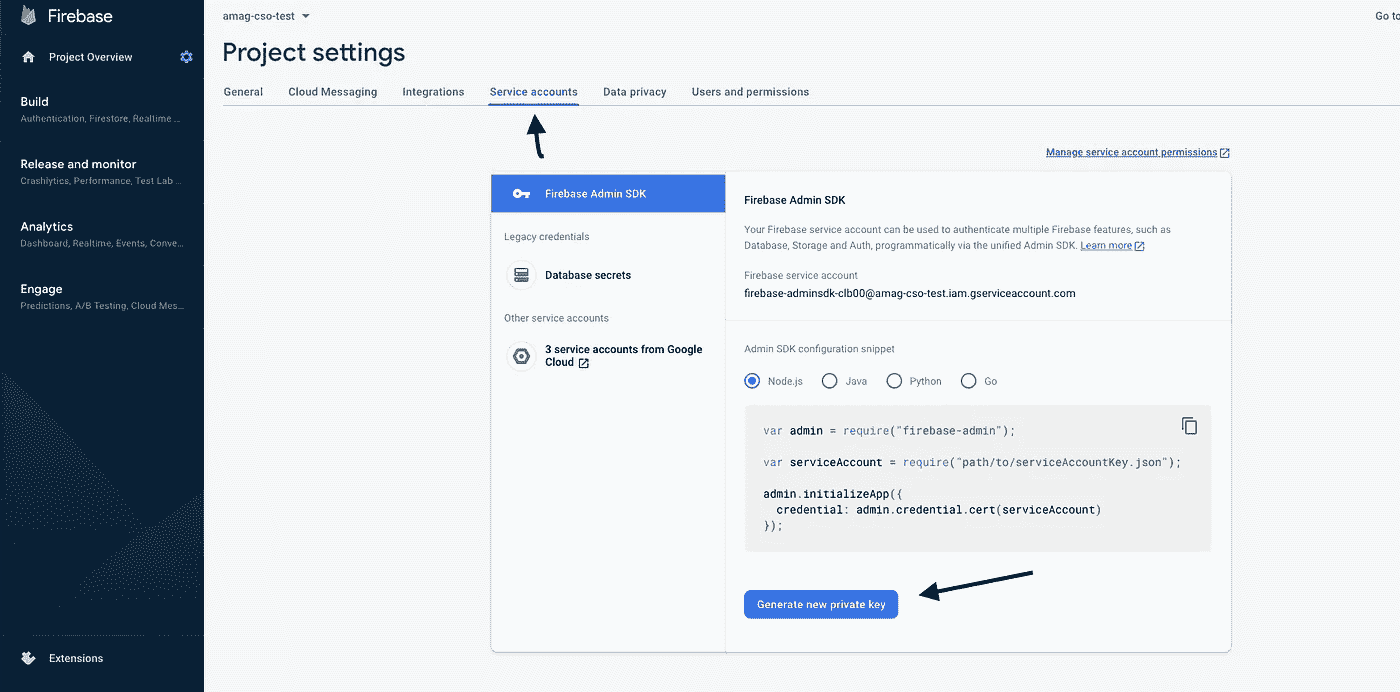 Firebase
Project Overview
Build
Authentication, Firestore, Realtime ...
Release and monitor
Crashlytics, Performance, Test Lab ...
Analytics
Dashboard, Realtime, Events, Conve...
Engage
Predictions, A/B Testing, Cloud Mes...
Extensions
amag-cso-test
Go to
Project settings
General Cloud Messaging Integrations Service accounts Data privacy Users and permissions
Manage service account permissions
Firebase Admin SDK
Legacy credentials
Database secrets
Other service accounts
3 service accounts from Google
Cloud
Firebase Admin SDK
Your Firebase service account can be used to authenticate multiple Firebase features, such as
Database, Storage and Auth, programmatically via the unified Admin SDK. Learn more
Firebase service account
firebase-adminsdk-clb00@amag-cso-test.iam.gserviceaccount.com
Admin SDK configuration snippet
Node.js Java Python Go
var admin = require("firebase-admin");
var serviceAccount = require("path/to/serviceAccountKey.json");
admin.initializeApp({
credential: admin.credential.cert(serviceAccount)
});
Generate new private key